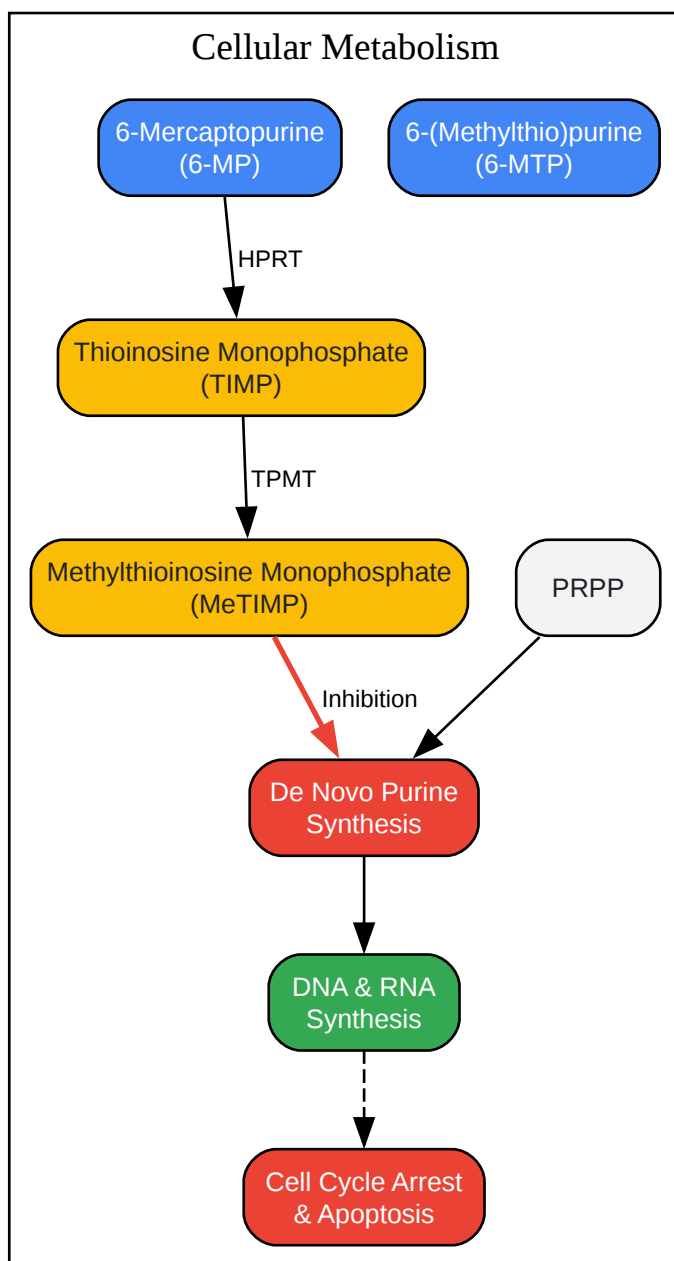 Cellular Metabolism
6-Mercaptopurine
(6-MP)
6-(Methylthio)purine
(6-MTP)
HPRT
Thioinosine Monophosphate
(TIMP)
TPMT
Methylthioinosine Monophosphate
(MeTIMP)
PRPP
Inhibition
De Novo Purine
Synthesis
DNA & RNA
Synthesis
Cell Cycle Arrest
& Apoptosis